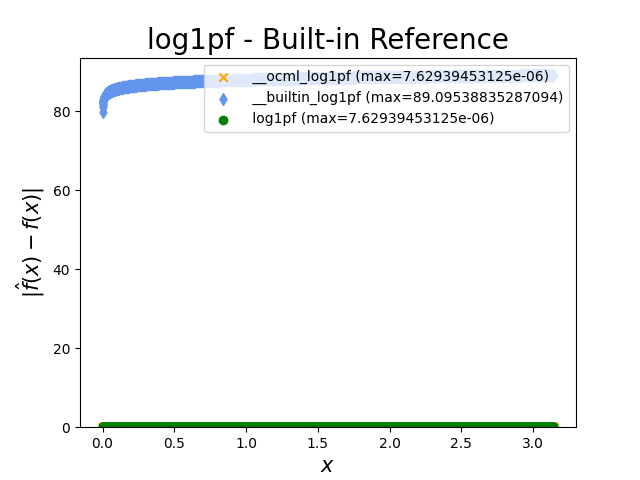 log1pf - Built-in Reference
__ocml_log1pf (max=7.62939453125e-06)
__builtin_log1pf (max=89.09538835287094)
log1pf (max=7.62939453125e-06)
|f̂(x) − f(x)|
80
60
40
20
0
0.0 0.5 1.0 1.5 2.0 2.5 3.0
x